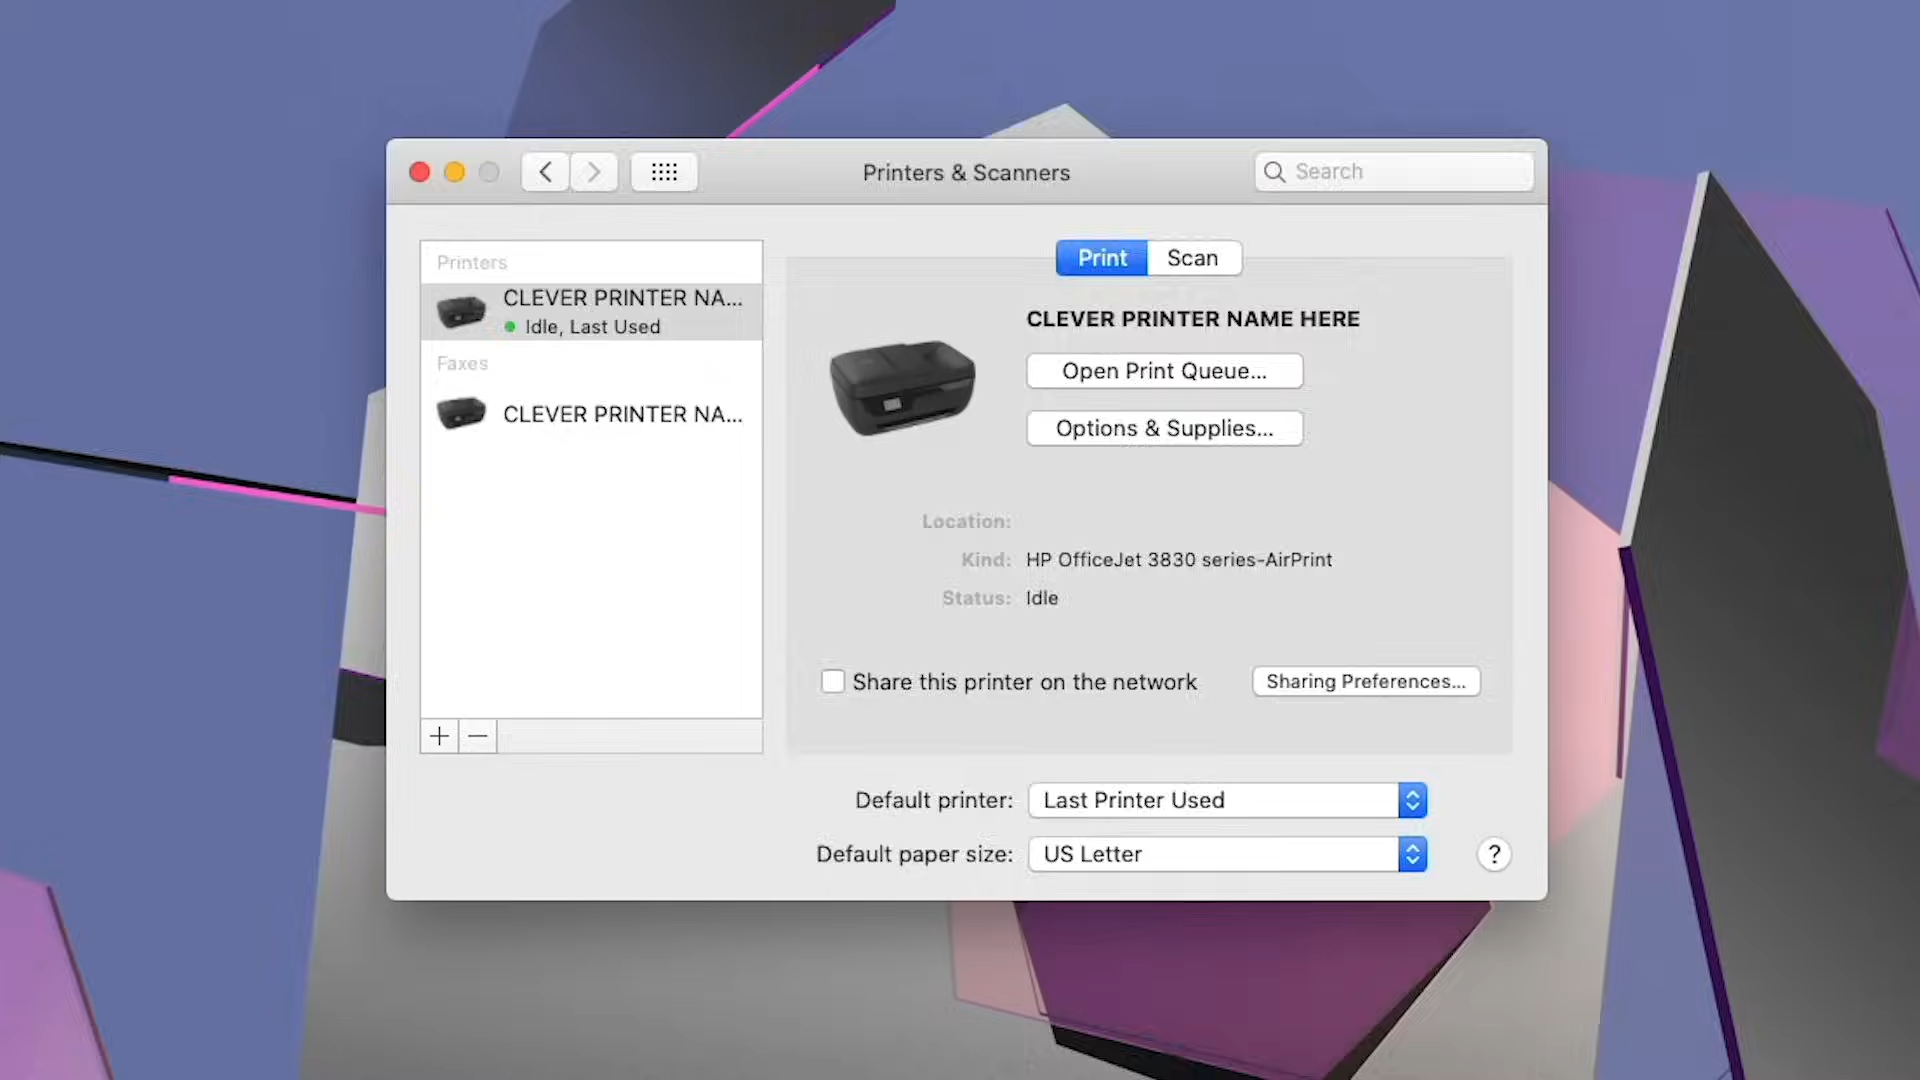 Printers & Scanners
Search
Printers
CLEVER PRINTER NA...
Idle, Last Used
Faxes
CLEVER PRINTER NA...
Print
Scan
CLEVER PRINTER NAME HERE
Open Print Queue...
Options & Supplies...
Location:
Kind: HP OfficeJet 3830 series-AirPrint
Status: Idle
Share this printer on the network
Sharing Preferences...
Default printer: Last Printer Used
Default paper size: US Letter
?